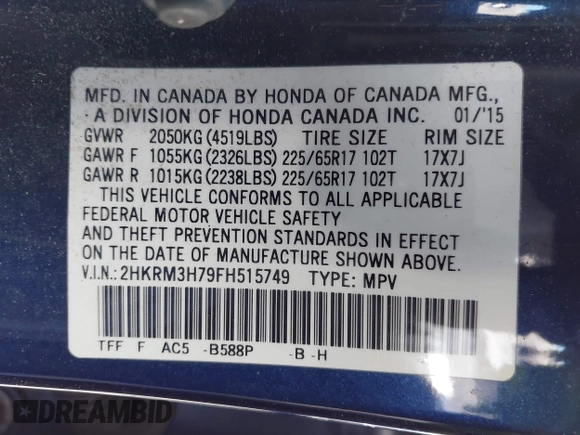 MFD. IN CANADA BY HONDA OF CANADA MFG.,
A DIVISION OF HONDA CANADA INC. 01/'15
GVWR 2050KG(4519LBS) TIRE SIZE RIM SIZE
GAWR F 1055KG(2326LBS) 225/65R17 102T 17X7J
GAWR R 1015KG(2238LBS) 225/65R17 102T 17X7J
THIS VEHICLE CONFORMS TO ALL APPLICABLE
FEDERAL MOTOR VEHICLE SAFETY
AND THEFT PREVENTION STANDARDS IN EFFECT
ON THE DATE OF MANUFACTURE SHOWN ABOVE.
V.I.N.:2HKRM3H79FH515749 TYPE: MPV
TFF F AC5 -B588P -B -H
DREAMBID